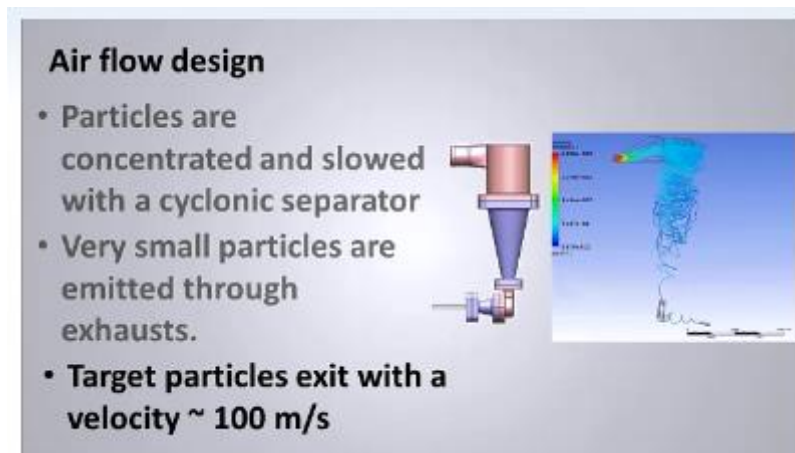 Air flow design
• Particles are
concentrated and slowed
with a cyclonic separator
• Very small particles are
emitted through
exhausts.
• Target particles exit with a
velocity ~ 100 m/s